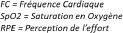 FC = Fréquence Cardiaque
SpO2 = Saturation en Oxygène
RPE = Perception de l'effort